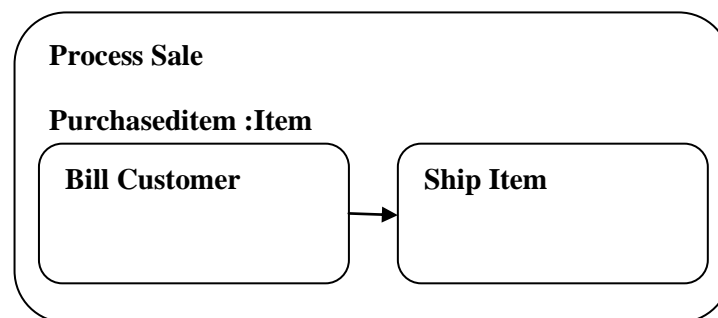 Process Sale
Purchaseditem :Item
Bill Customer
Ship Item